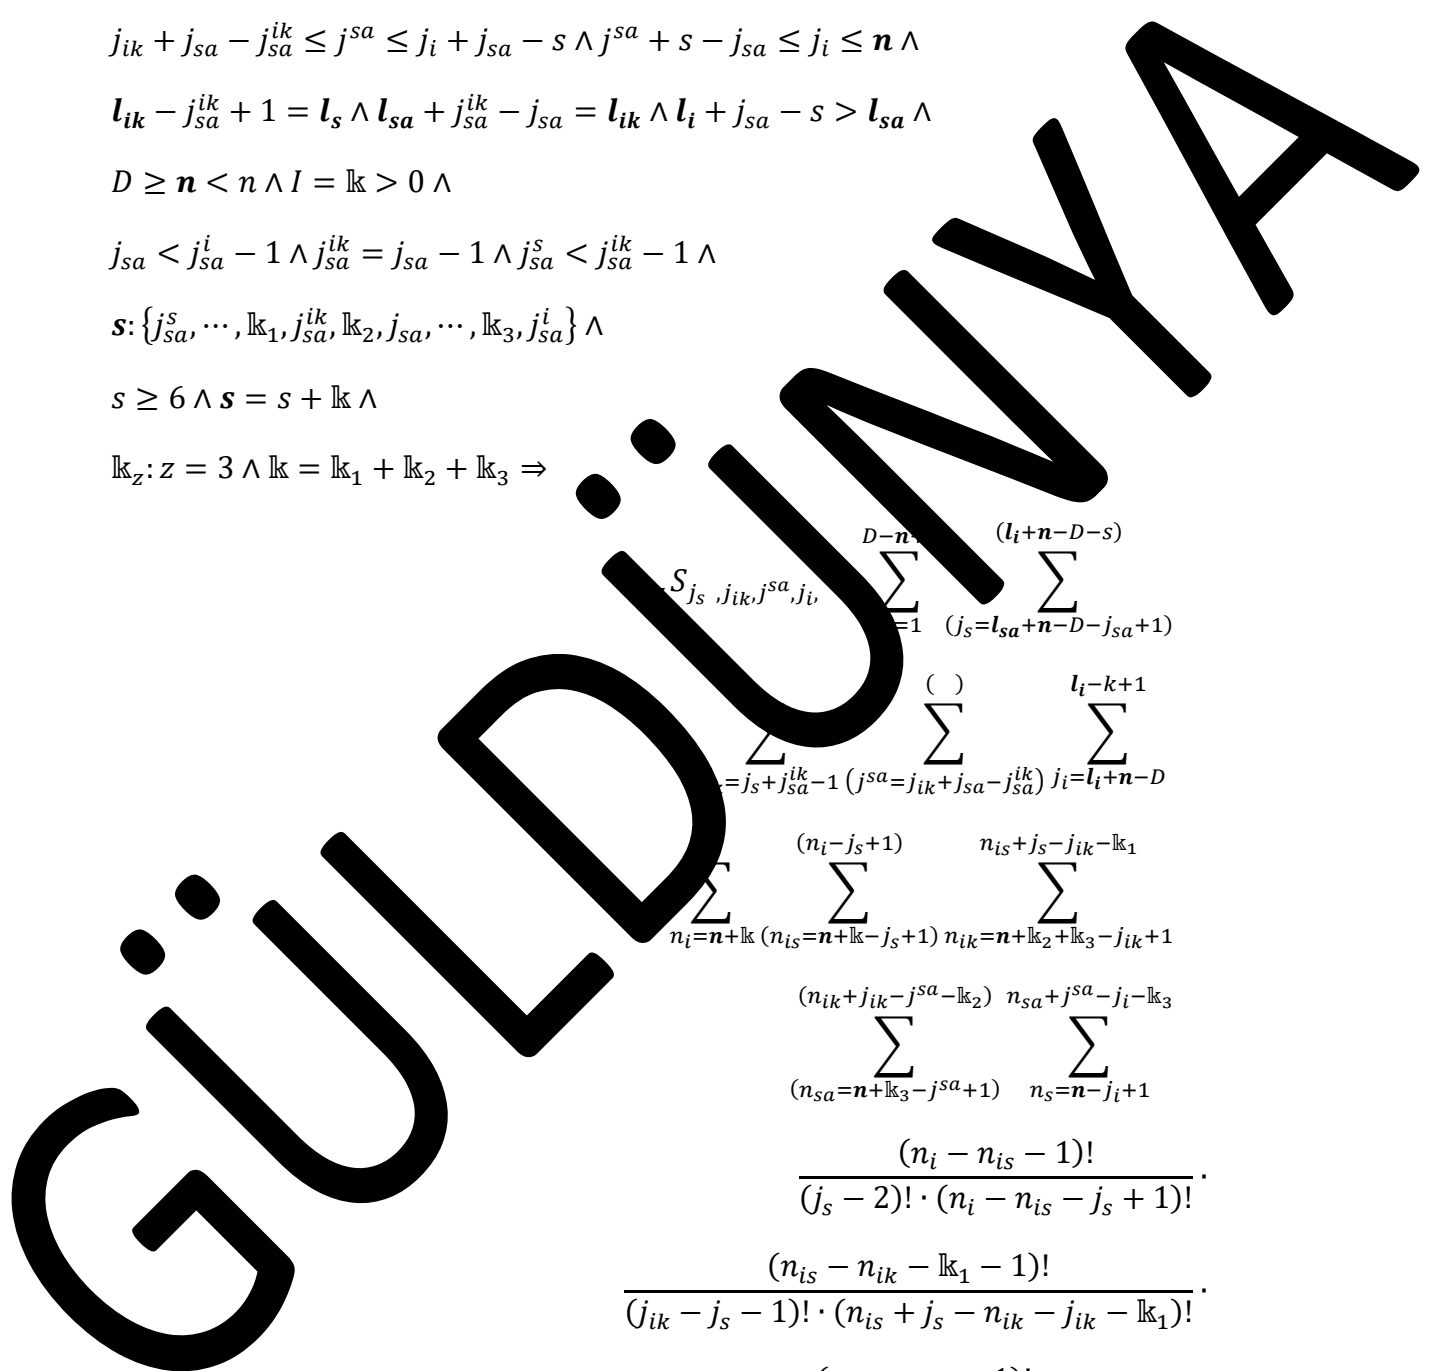 j_{ik} + j_{sa} − j_{sa}^{ik} ≤ j^{sa} ≤ j_i + j_{sa} − s ∧ j^{sa} + s − j_{sa} ≤ j_i ≤ n ∧
l_{ik} − j_{sa}^{ik} + 1 = l_s ∧ l_{sa} + j_{sa}^{ik} − j_{sa} = l_{ik} ∧ l_i + j_{sa} − s > l_{sa} ∧
D ≥ n < n ∧ I = 𝕜 > 0 ∧
j_{sa} < j_{sa}^{i} − 1 ∧ j_{sa}^{ik} = j_{sa} − 1 ∧ j_{sa}^{s} < j_{sa}^{ik} − 1 ∧
s: {j_{sa}^{s}, ⋯, 𝕜_1, j_{sa}^{ik}, 𝕜_2, j_{sa}, ⋯, 𝕜_3, j_{sa}^{i}} ∧
s ≥ 6 ∧ s = s + 𝕜 ∧
𝕜_z: z = 3 ∧ 𝕜 = 𝕜_1 + 𝕜_2 + 𝕜_3 ⇒
D−n (l_i+n−D−s)
S_{j_s ,j_{ik},j^{sa},j_i,} ∑ ∑
=1 (j_s=l_{sa}+n−D−j_{sa}+1)
( ) l_i−k+1
∑ ∑ ∑
=j_s+j_{sa}^{ik}−1 (j^{sa}=j_{ik}+j_{sa}−j_{sa}^{ik}) j_i=l_i+n−D
(n_i−j_s+1) n_{is}+j_s−j_{ik}−𝕜_1
∑ ∑ ∑
n_i=n+𝕜 (n_{is}=n+𝕜−j_s+1) n_{ik}=n+𝕜_2+𝕜_3−j_{ik}+1
(n_{ik}+j_{ik}−j^{sa}−𝕜_2) n_{sa}+j^{sa}−j_i−𝕜_3
∑ ∑
(n_{sa}=n+𝕜_3−j^{sa}+1) n_s=n−j_i+1
(n_i − n_{is} − 1)!
(j_s − 2)! · (n_i − n_{is} − j_s + 1)! ·
(n_{is} − n_{ik} − 𝕜_1 − 1)!
(j_{ik} − j_s − 1)! · (n_{is} + j_s − n_{ik} − j_{ik} − 𝕜_1)! ·
GÜLDÜNYA